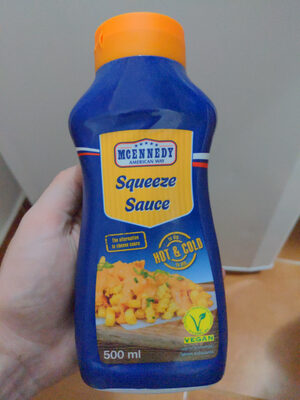 McENNEDY
AMERICAN WAY
Squeeze
Sauce
The alternative
to cheese sauce
HOT & COLD
VEGAN
500 ml